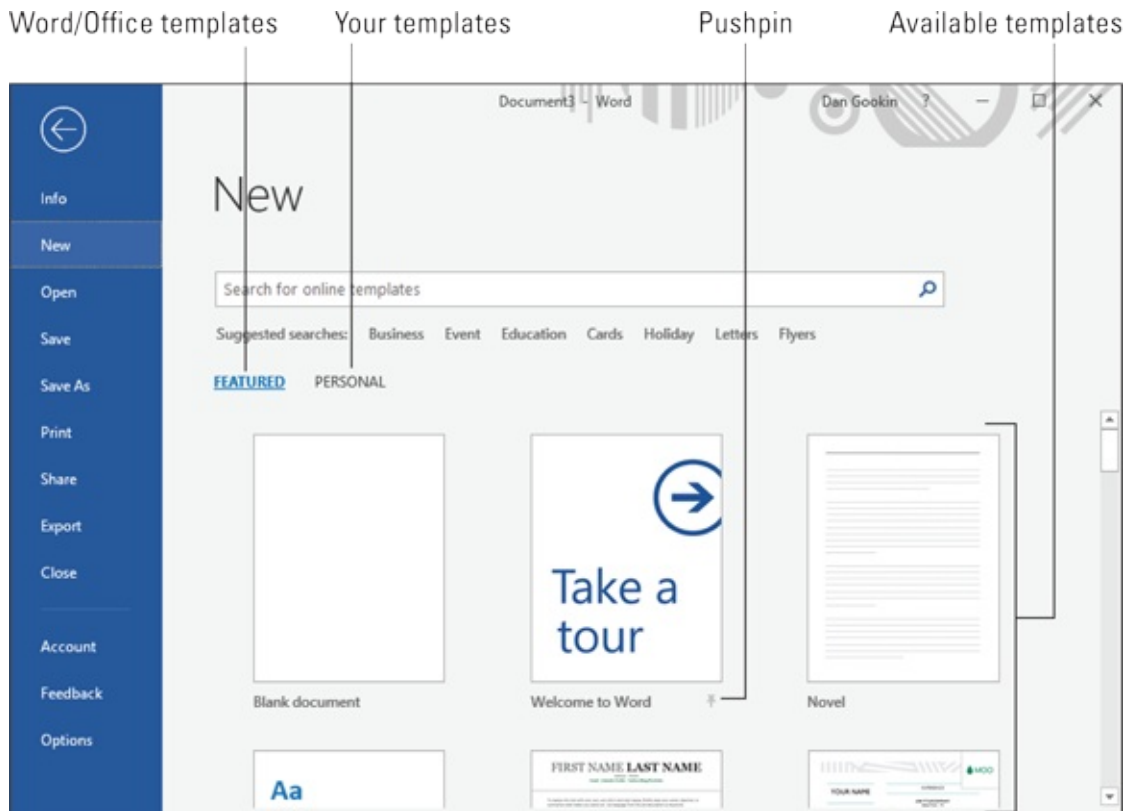 Word/Office templates Your templates Pushpin Available templates
Document3 - Word Dan Gookin ?
New
Info
New
Open
Save
Save As
Print
Share
Export
Close
Account
Feedback
Options
Search for online templates
Suggested searches: Business Event Education Cards Holiday Letters Flyers
FEATURED PERSONAL
Take a
tour
Blank document Welcome to Word Novel
Aa
FIRST NAME LAST NAME
MOO
YOUR NAME